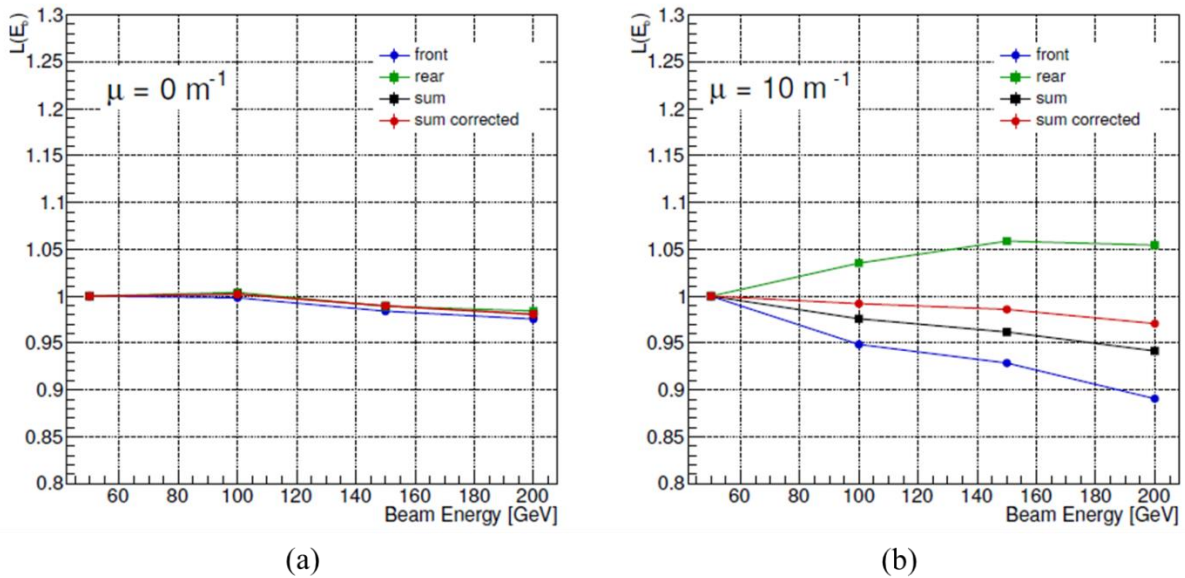 L(E_b)
1.3
1.25
1.2
1.15
1.1
1.05
1
0.95
0.9
0.85
0.8
μ = 0 m⁻¹
front
rear
sum
sum corrected
60 80 100 120 140 160 180 200
Beam Energy [GeV]
(a)
L(E_b)
1.3
1.25
1.2
1.15
1.1
1.05
1
0.95
0.9
0.85
0.8
μ = 10 m⁻¹
front
rear
sum
sum corrected
60 80 100 120 140 160 180 200
Beam Energy [GeV]
(b)